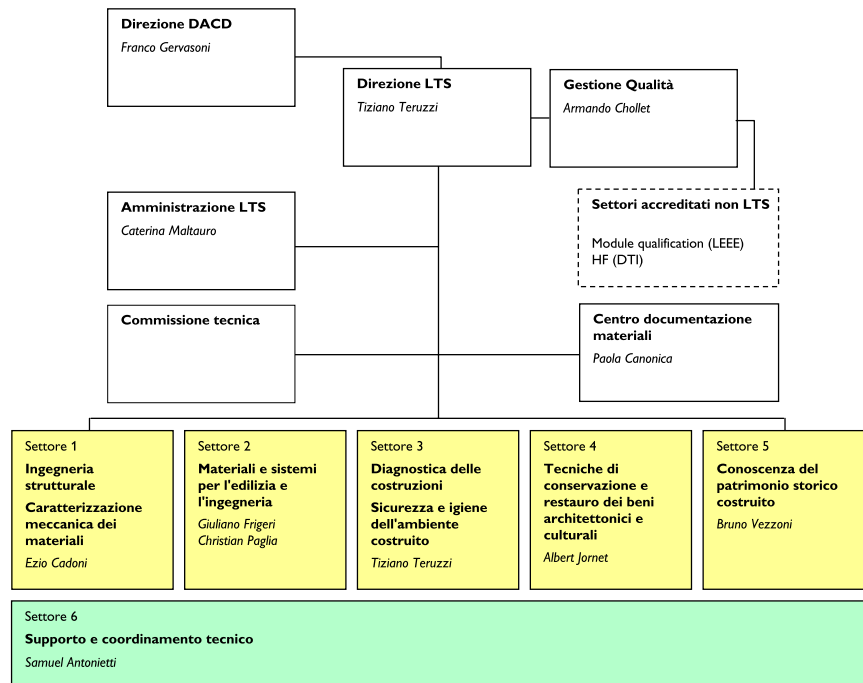 Direzione DACD
Franco Gervasoni
Direzione LTS
Tiziano Teruzzi
Gestione Qualità
Armando Chollet
Amministrazione LTS
Caterina Maltauro
Settori accreditati non LTS
Module qualification (LEEE)
HF (DTI)
Commissione tecnica
Centro documentazione
materiali
Paola Canonica
Settore 1
Ingegneria
strutturale
Caratterizzazione
meccanica dei
materiali
Ezio Cadoni
Settore 2
Materiali e sistemi
per l'edilizia e
l'ingegneria
Giuliano Frigeri
Christian Paglia
Settore 3
Diagnostica delle
costruzioni
Sicurezza e igiene
dell'ambiente
costruito
Tiziano Teruzzi
Settore 4
Tecniche di
conservazione e
restauro dei beni
architettonici e
culturali
Albert Jornet
Settore 5
Conoscenza del
patrimonio storico
costruito
Bruno Vezzoni
Settore 6
Supporto e coordinamento tecnico
Samuel Antonietti